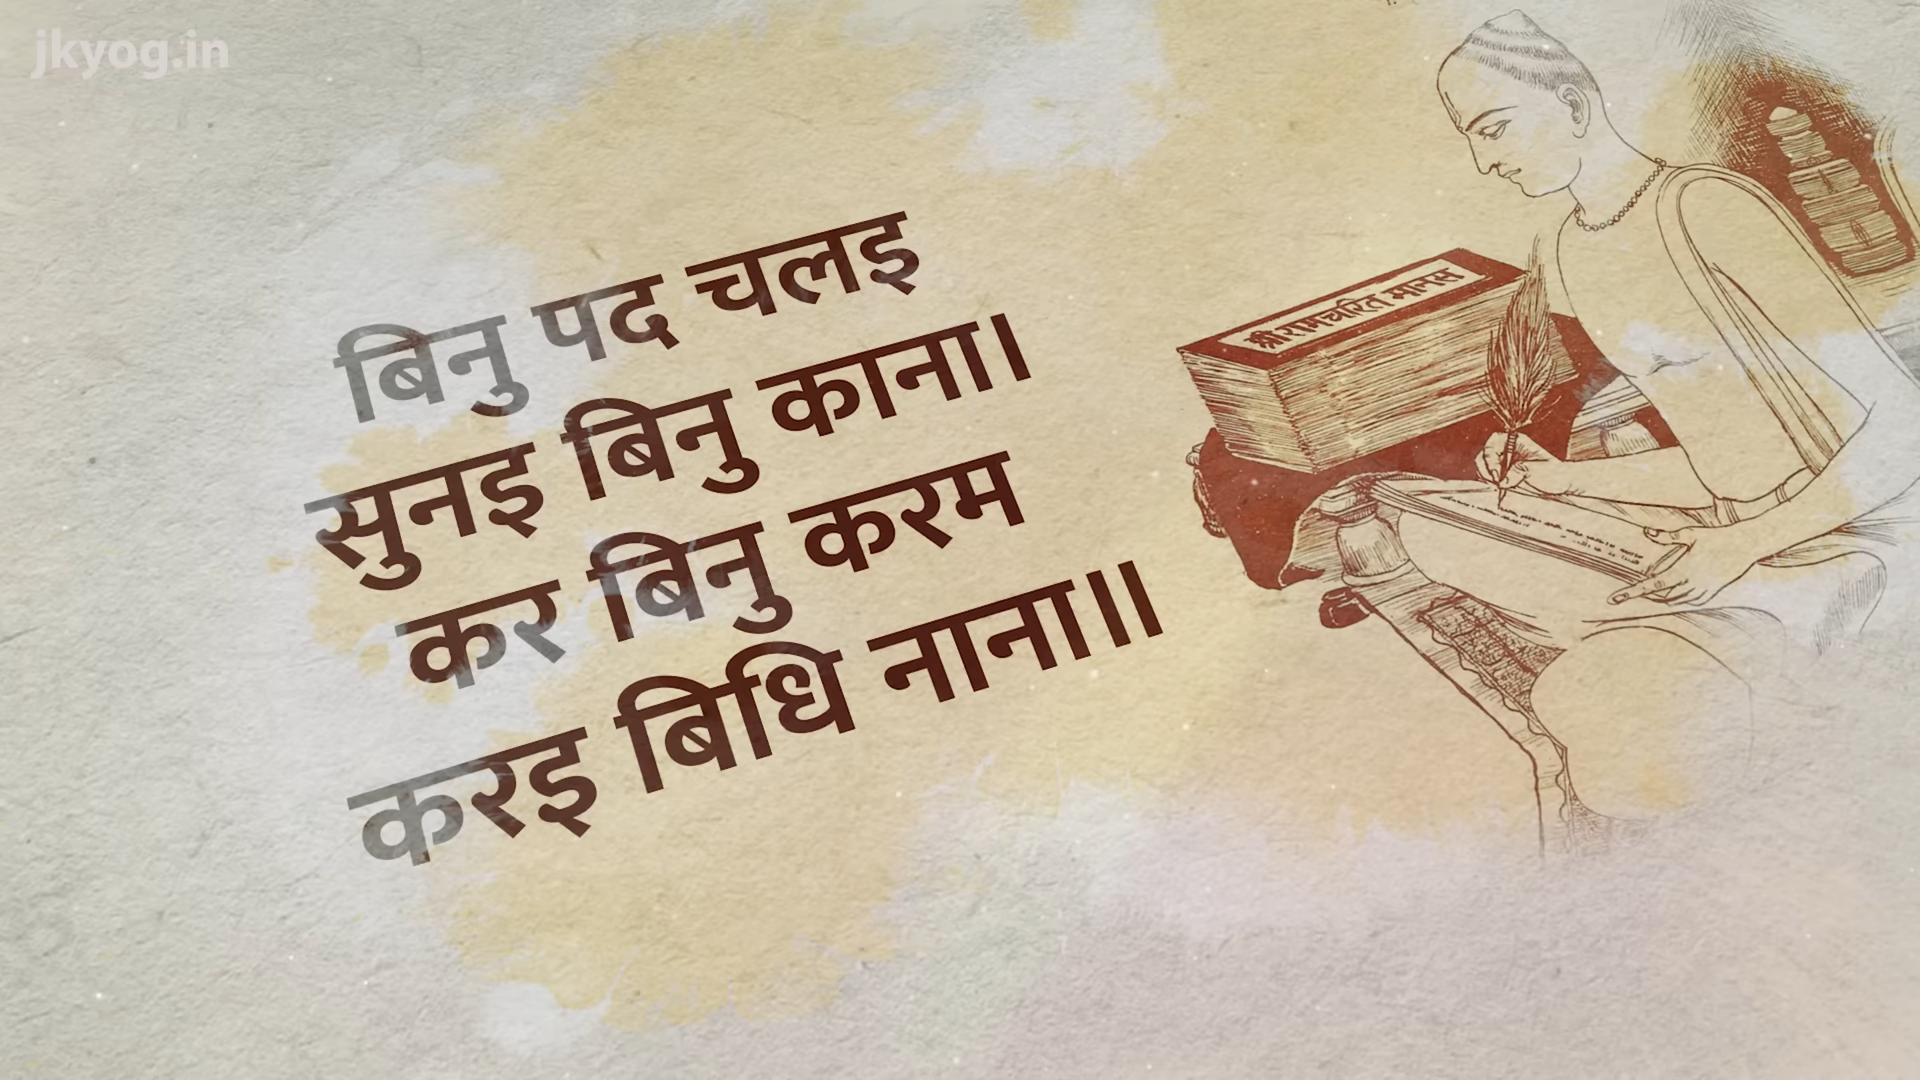 jkyog.in
बिनु पद चलइ
सुनइ बिनु काना।
कर बिनु करम
करइ बिधि नाना॥
श्री रामचरित मानस